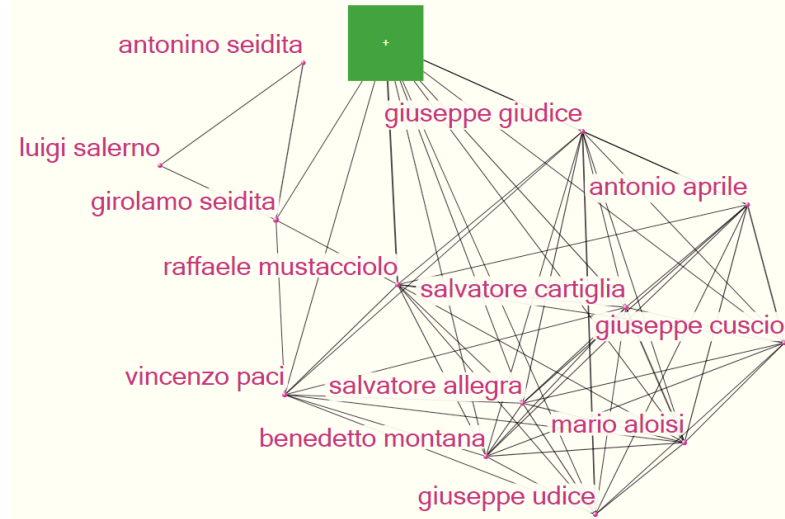 antonino seidita
+
giuseppe giudice
luigi salerno
antonio aprile
girolamo seidita
raffaele mustacciolo
salvatore cartiglia
giuseppe cuscio
vincenzo paci
salvatore allegra
mario aloisi
benedetto montana
giuseppe udice